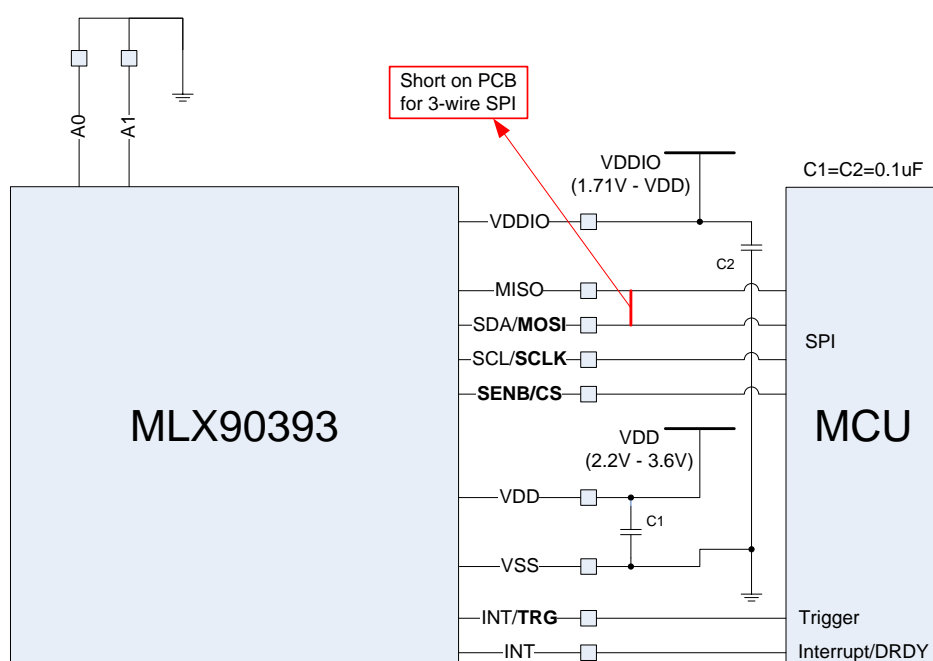 A0
A1
Short on PCB
for 3-wire SPI
VDDIO
(1.71V - VDD)
C1=C2=0.1uF
VDDIO
C2
MISO
SDA/MOSI
SPI
SCL/SCLK
SENB/CS
MLX90393
MCU
VDD
(2.2V - 3.6V)
VDD
C1
VSS
INT/TRG
Trigger
INT
Interrupt/DRDY